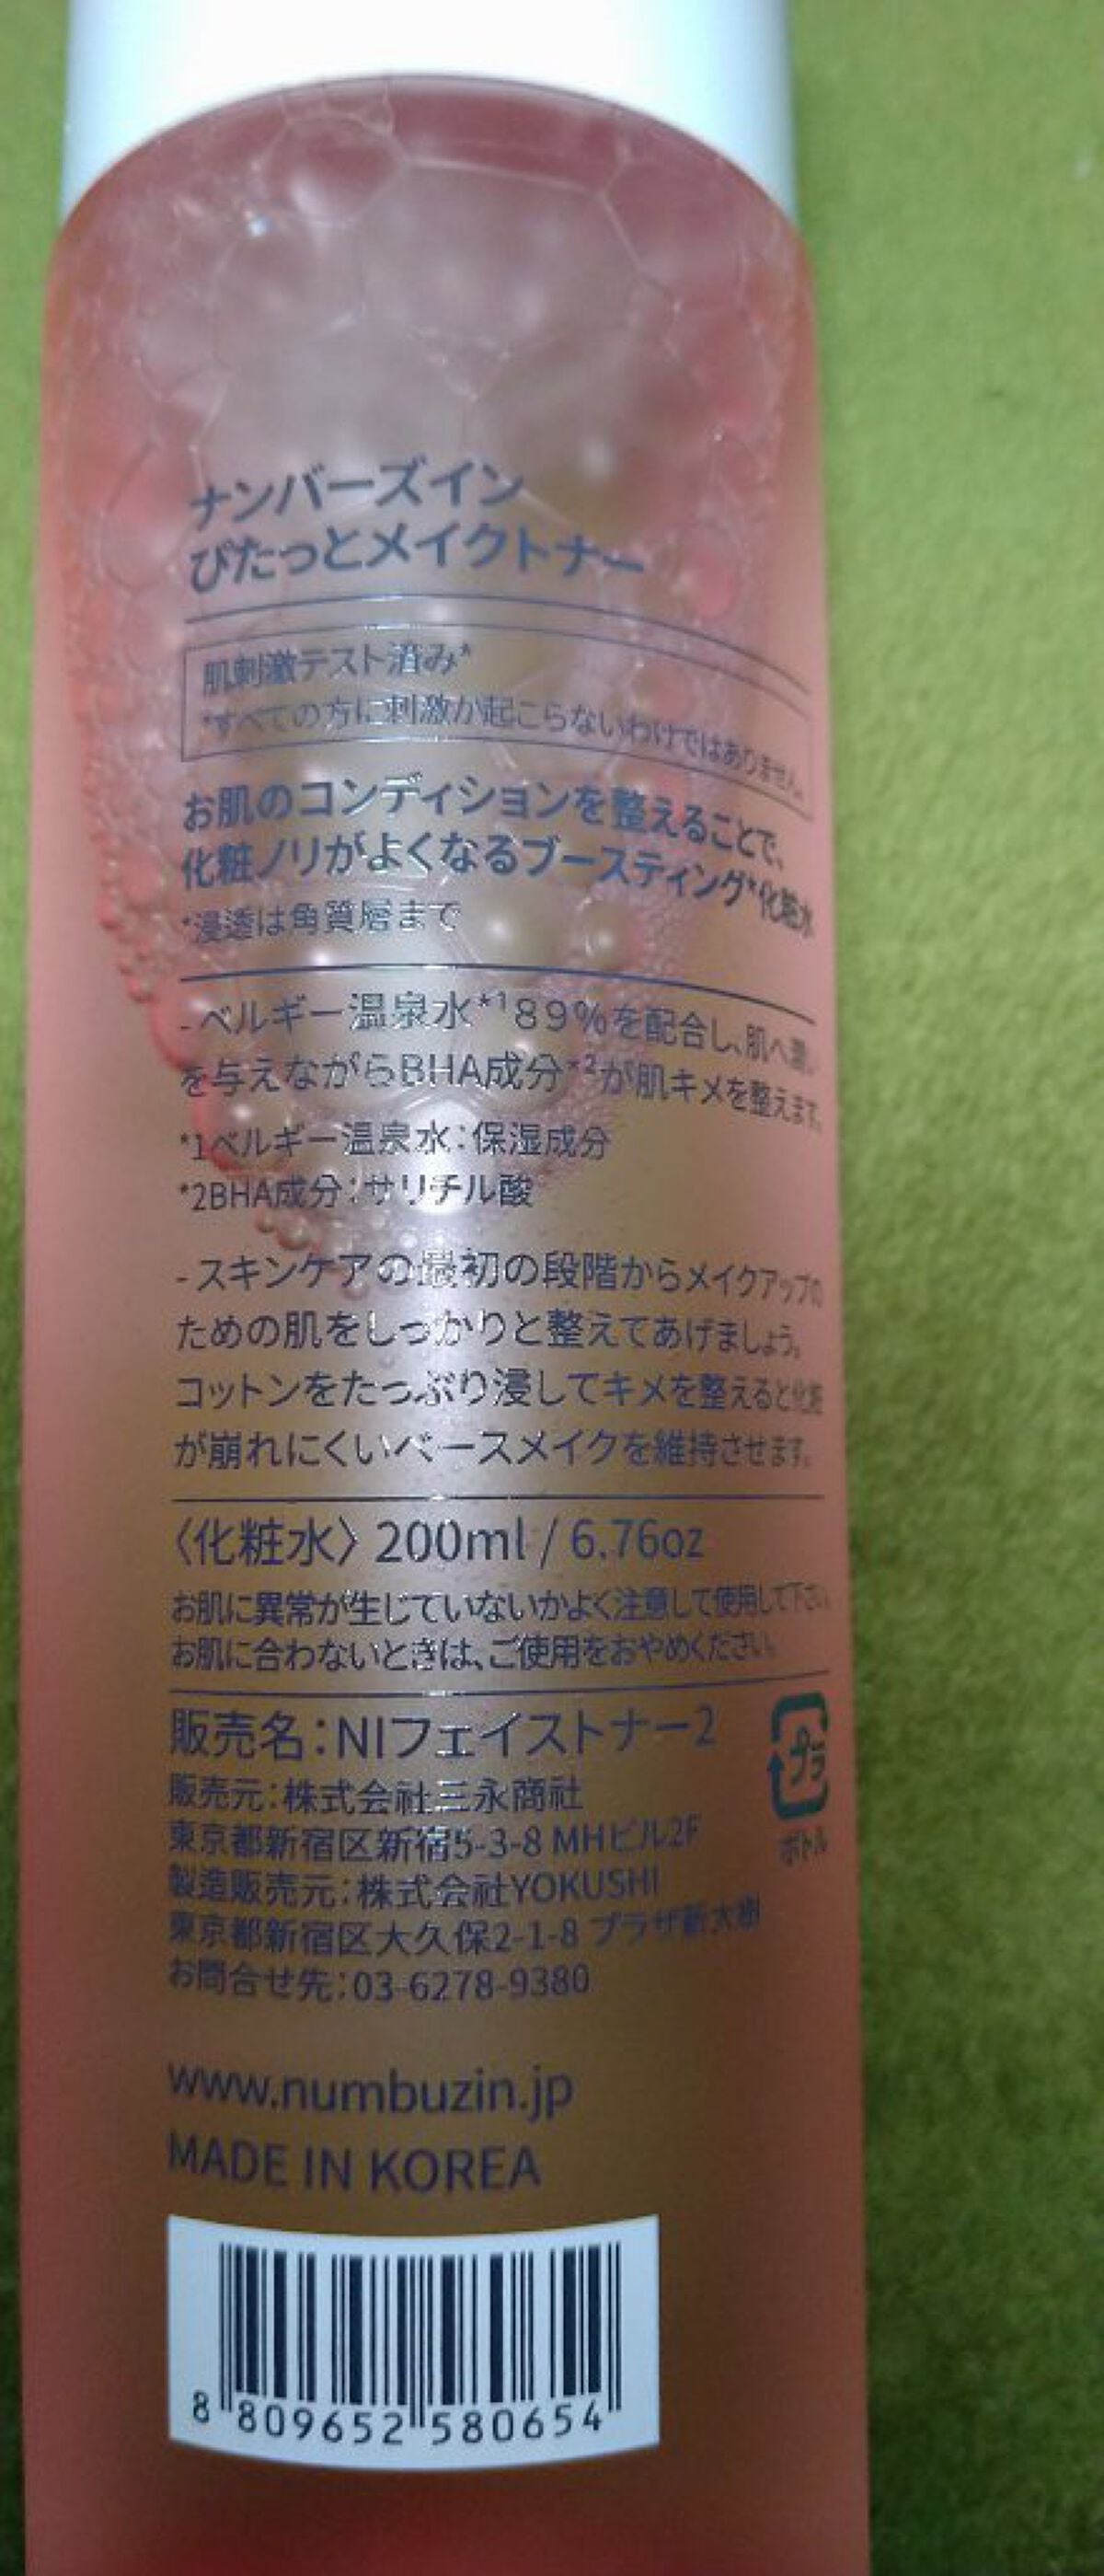 ナンバーズイン
ぴたっとメイクトナー
肌刺激テスト済み*
*すべての方に刺激が起こらないわけではありません。
お肌のコンディションを整えることで、
化粧ノリがよくなるブースティング*化粧水
*浸透は角質層まで
- ベルギー温泉水*¹89%を配合し、肌へ潤い
を与えながらBHA成分*²が肌キメを整えます。
*1ベルギー温泉水：保湿成分
*2BHA成分：サリチル酸
- スキンケアの最初の段階からメイクアップの
ための肌をしっかりと整えてあげましょう。
コットンをたっぷり浸してキメを整えると化粧
が崩れにくいベースメイクを維持させます。
〈化粧水〉 200ml / 6.76oz
お肌に異常が生じていないかよく注意して使用して下さい。
お肌に合わないときは、ご使用をおやめください。
販売名：NIフェイストナー2
販売元：株式会社三永商社
東京都新宿区新宿5-3-8 MHビル2F
製造販売元：株式会社YOKUSHI
東京都新宿区大久保2-1-8 プラザ新大樹
お問合せ先：03-6278-9380
プラ
ボトル
www.numbuzin.jp
MADE IN KOREA
8 809652 580654